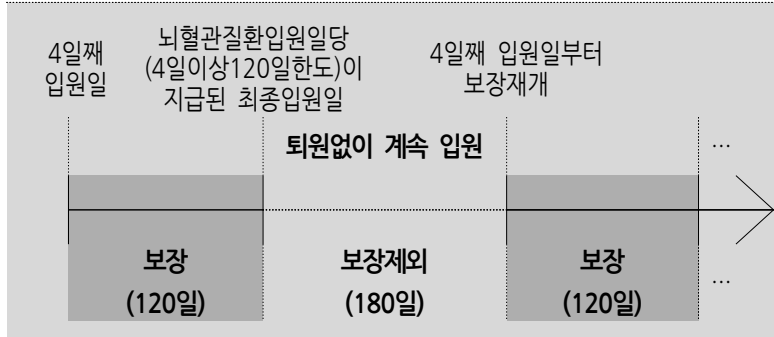 4일째
입원일
뇌혈관질환입원일당
(4일이상120일한도)이
지급된 최종입원일
4일째 입원일부터
보장재개
퇴원없이 계속 입원
…
보장
(120일)
보장제외
(180일)
보장
(120일)
…